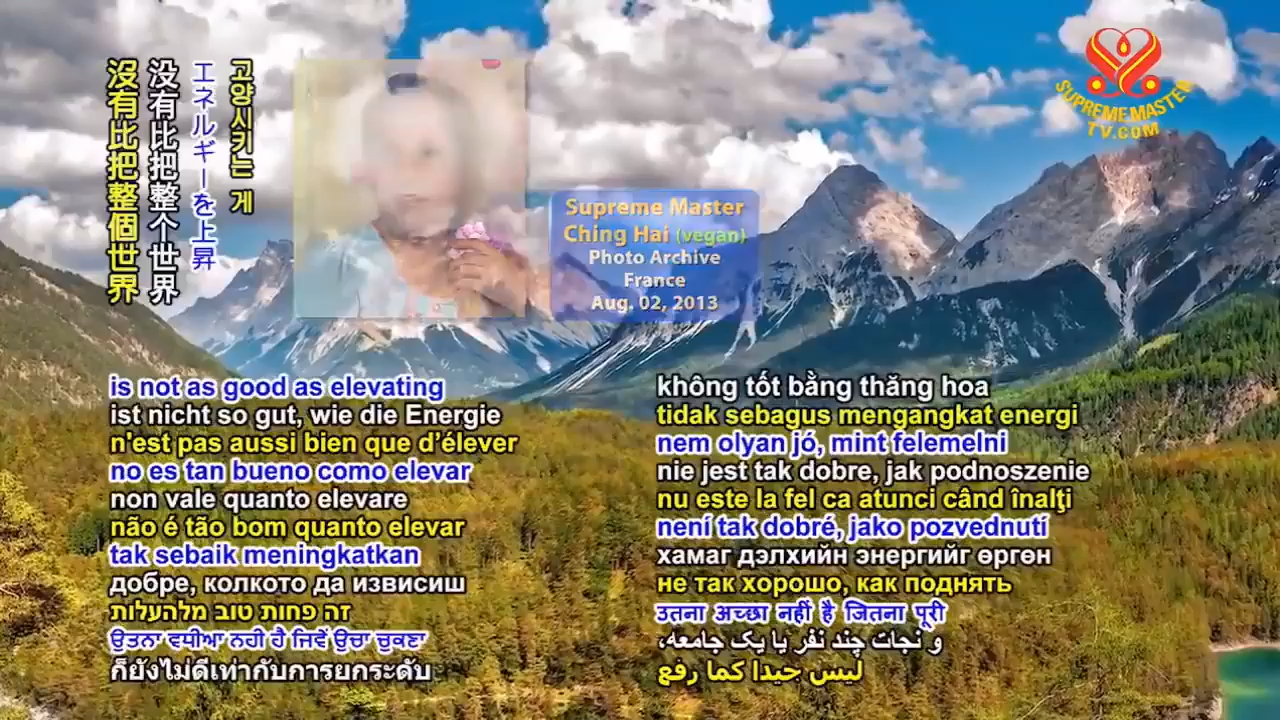 고양시키는 게
エネルギーを上昇
没有比把整个世界
沒有比把整個世界
SUPREME MASTER
TV.COM
Supreme Master
Ching Hai (vegan)
Photo Archive
France
Aug. 02, 2013
is not as good as elevating
ist nicht so gut, wie die Energie
n'est pas aussi bien que d’élever
no es tan bueno como elevar
non vale quanto elevare
não é tão bom quanto elevar
tak sebaik meningkatkan
добре, колкото да извисиш
זה פחות טוב מלהעלות
ਉਤਨਾ ਵਧੀਆ ਨਹੀ ਹੈ ਜਿਵੇਂ ਉਚਾ ਚੁਕਣਾ
ก็ยังไม่ดีเท่ากับการยกระดับ
không tốt bằng thăng hoa
tidak sebagus mengangkat energi
nem olyan jó, mint felemelni
nie jest tak dobre, jak podnoszenie
nu este la fel ca atunci când înalţi
není tak dobré, jako pozvednutí
хамаг дэлхийн энергийг өргөн
не так хорошо, как поднять
उतना अच्छा नहीं है जितना पूरी
و نجات چند نفر یا یک جامعه،
ليس جيدا كما رفع